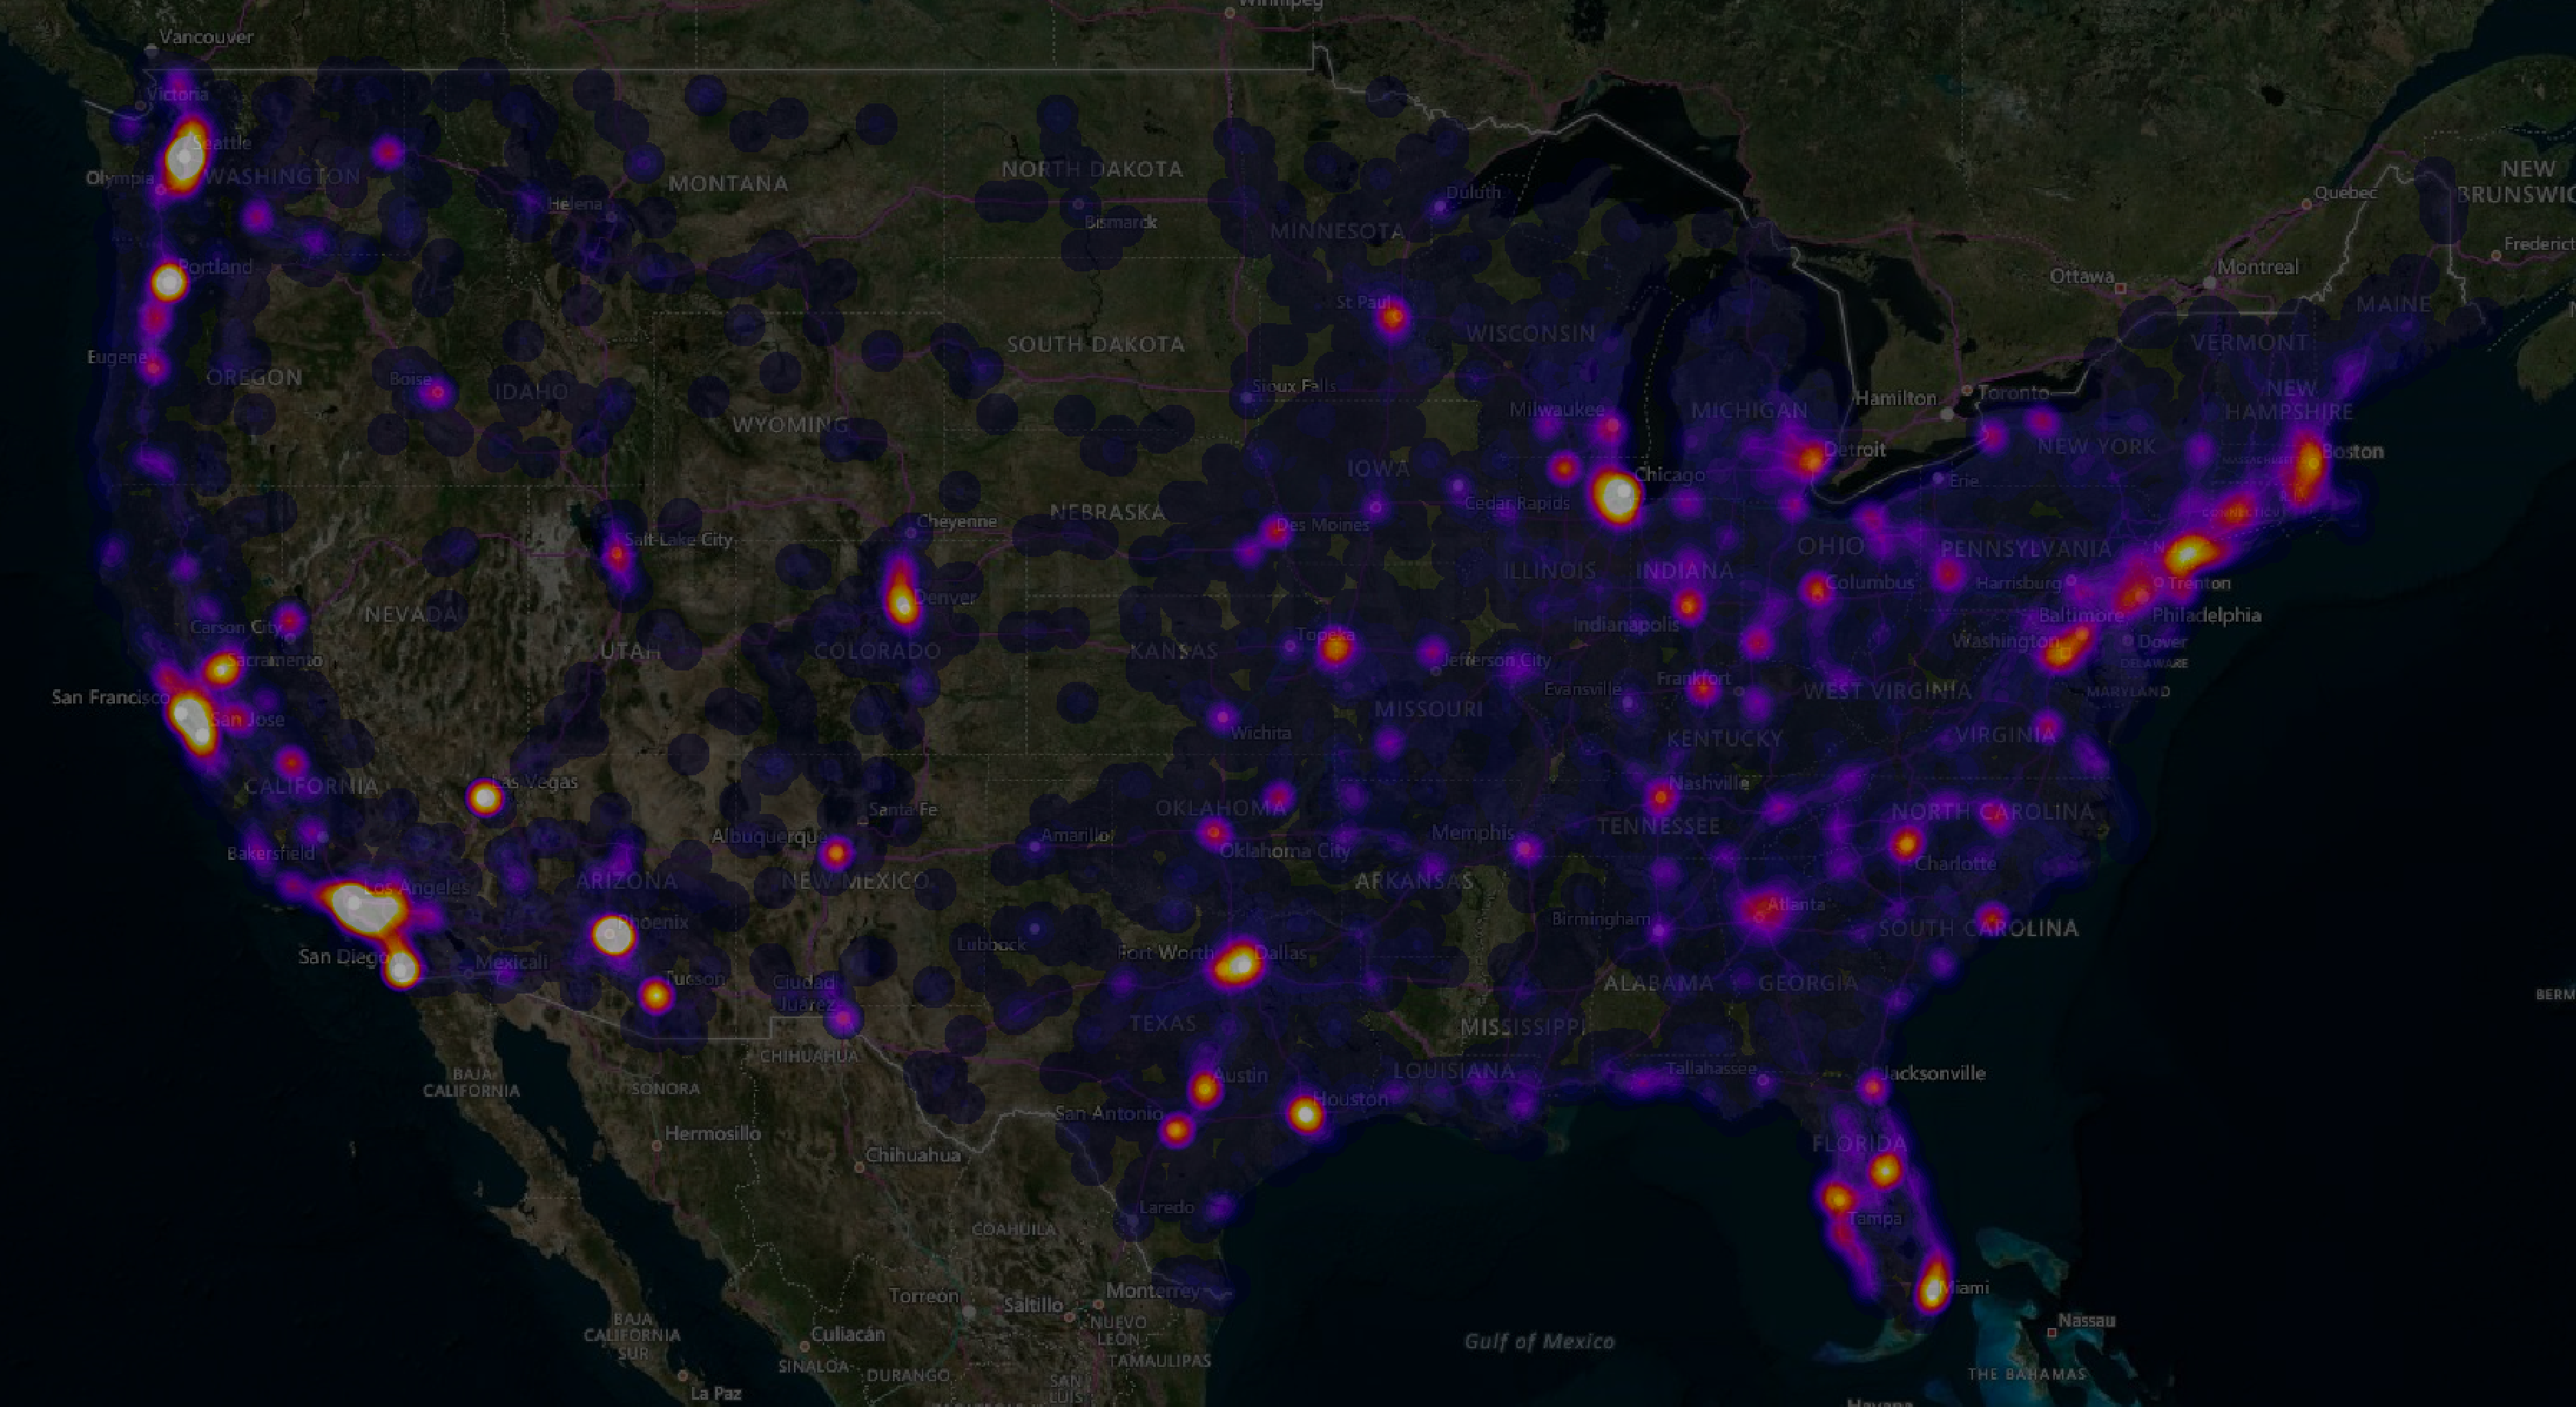 Winnipeg
Vancouver
Victoria
Seattle
Olympia
WASHINGTON
MONTANA
NORTH DAKOTA
Helena
Bismarck
Duluth
MINNESOTA
Quebec
NEW
BRUNSWIC
Frederict
Portland
Ottawa
Montreal
MAINE
St Paul
WISCONSIN
SOUTH DAKOTA
VERMONT
Eugene
OREGON
Boise
IDAHO
Sioux Falls
Hamilton
Toronto
NEW
HAMPSHIRE
WYOMING
Milwaukee
MICHIGAN
Detroit
NEW YORK
Boston
IOWA
Chicago
Erie
Cedar Rapids
NEBRASKA
CONNECTICUT
Cheyenne
Des Moines
Salt Lake City
OHIO
PENNSYLVANIA
ILLINOIS
INDIANA
Columbus
Harrisburg
Trenton
Denver
NEVADA
Carson City
Indianapolis
Baltimore
Philadelphia
Topeka
Washington
Dover
UTAH
COLORADO
KANSAS
Sacramento
Jefferson City
DELAWARE
Evansville
Frankfort
WEST VIRGINIA
MARYLAND
San Francisco
San Jose
MISSOURI
Wichita
KENTUCKY
VIRGINIA
CALIFORNIA
Las Vegas
Nashville
Santa Fe
OKLAHOMA
NORTH CAROLINA
Albuquerque
Amarillo
Memphis
TENNESSEE
Bakersfield
Oklahoma City
Charlotte
Los Angeles
ARIZONA
NEW MEXICO
ARKANSAS
Phoenix
Birmingham
Atlanta
SOUTH CAROLINA
Lubbock
Fort Worth
Dallas
San Diego
Mexicali
Tucson
Ciudad
Juárez
ALABAMA
GEORGIA
BERM
TEXAS
MISSISSIPPI
CHIHUAHUA
BAJA
CALIFORNIA
SONORA
Austin
LOUISIANA
Tallahassee
Jacksonville
San Antonio
Houston
Hermosillo
Chihuahua
FLORIDA
Laredo
COAHUILA
Tampa
Torreón
Saltillo
Monterrey
Miami
BAJA
CALIFORNIA
SUR
Culiacán
NUEVO
LEÓN
Gulf of Mexico
Nassau
SINALOA
DURANGO
TAMAULIPAS
SAN
LUIS
THE BAHAMAS
La Paz
Havana